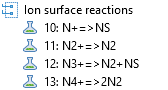 Ion surface reactions
10: N+=>NS
11: N2+=>N2
12: N3+=>N2+NS
13: N4+=>2N2